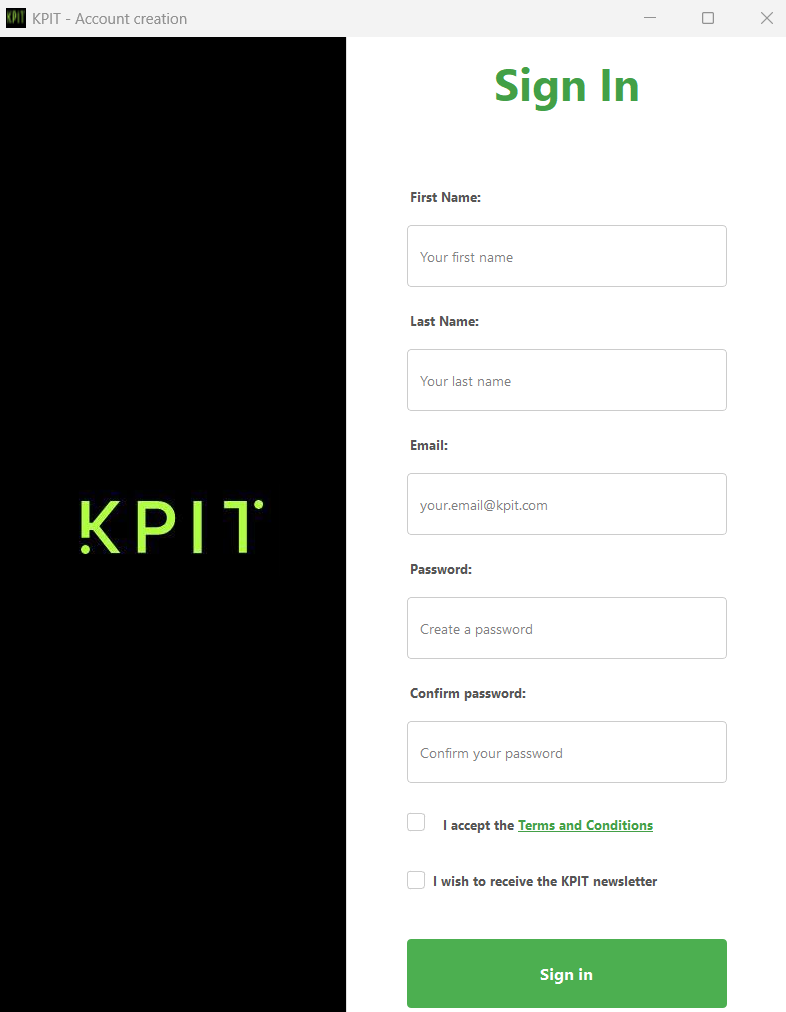 KPIT - Account creation
Sign In
First Name:
Your first name
Last Name:
Your last name
Email:
your.email@kpit.com
KPIT
Password:
Create a password
Confirm password:
Confirm your password
I accept the Terms and Conditions
I wish to receive the KPIT newsletter
Sign in